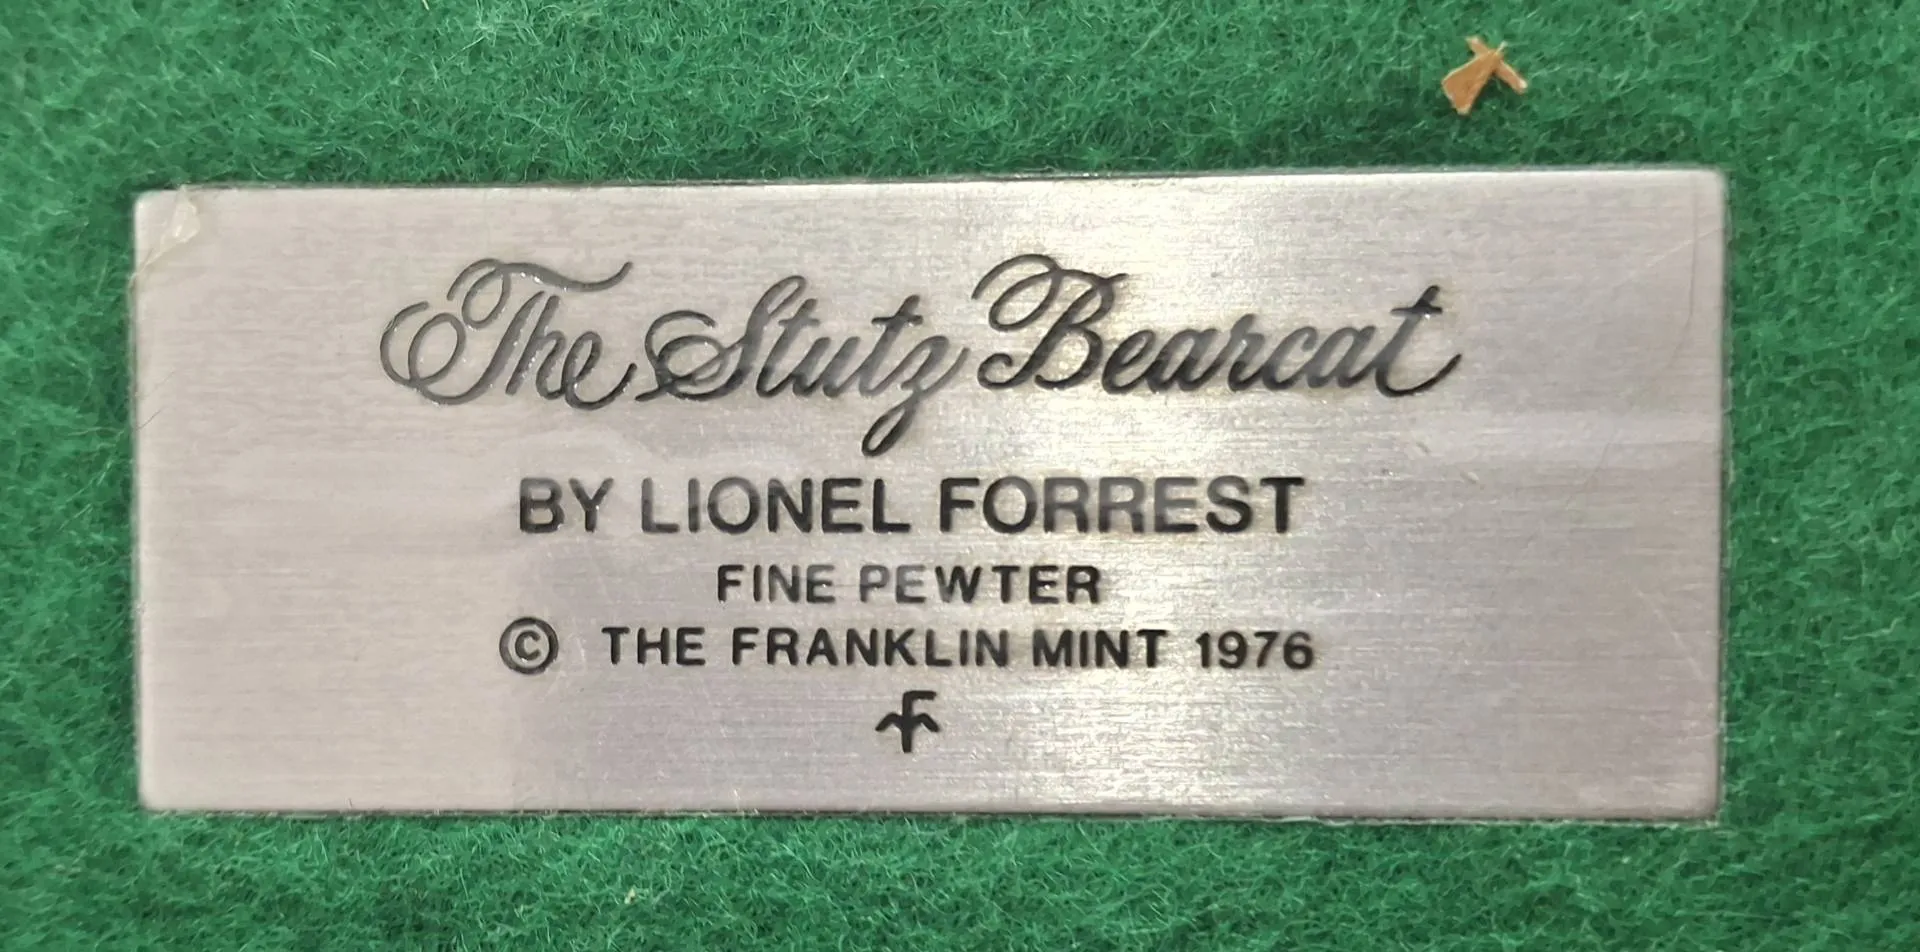 The Stutz Bearcat
BY LIONEL FORREST
FINE PEWTER
© THE FRANKLIN MINT 1976